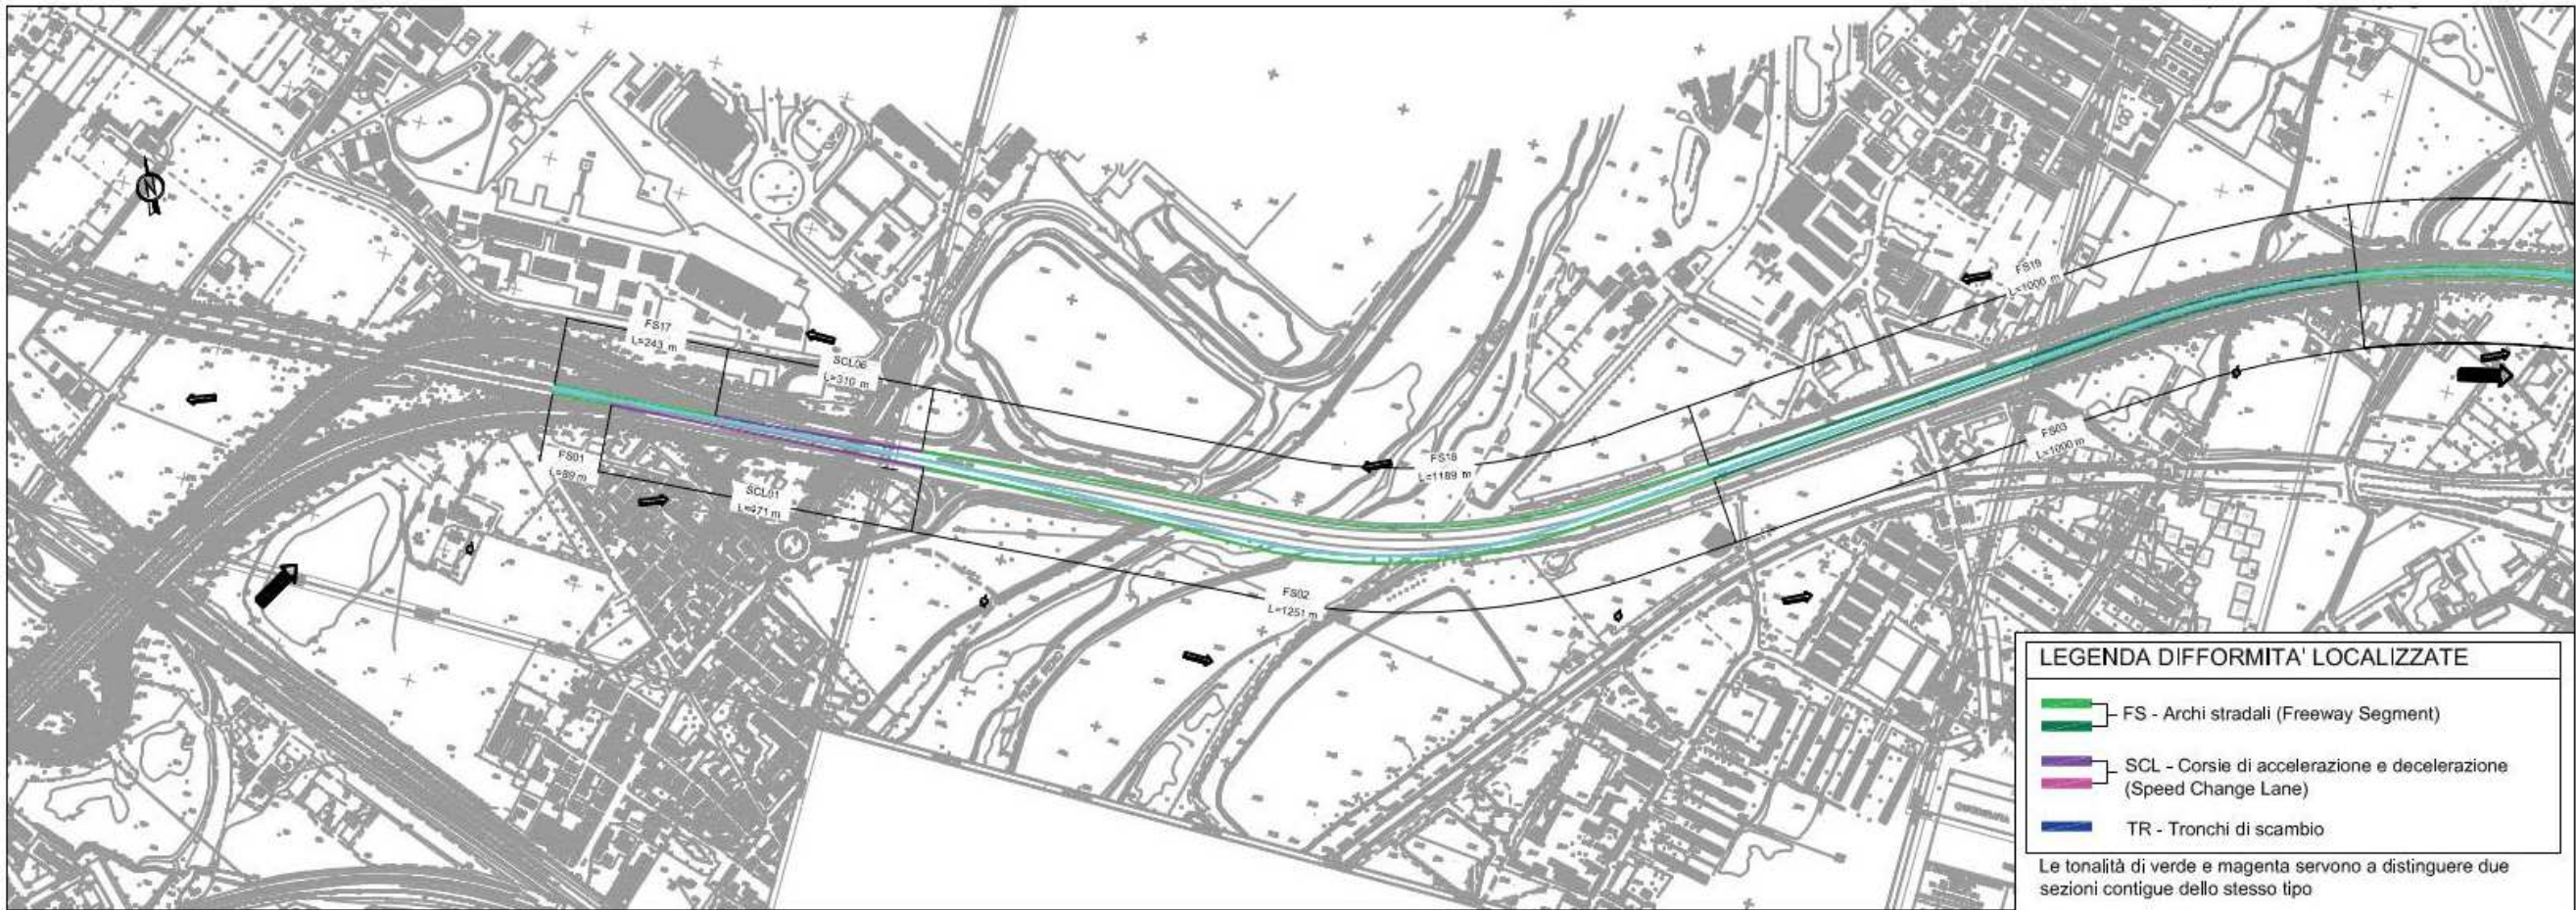 N
FS17
L=243 m
SCL06
L=310 m
FS01
L=89 m
SCL01
L=471 m
FS18
L=1189 m
FS02
L=1251 m
FS19
L=1000 m
FS03
L=1000 m
LEGENDA DIFFORMITA' LOCALIZZATE
FS - Archi stradali (Freeway Segment)
SCL - Corsie di accelerazione e decelerazione
(Speed Change Lane)
TR - Tronchi di scambio
Le tonalità di verde e magenta servono a distinguere due
sezioni contigue dello stesso tipo